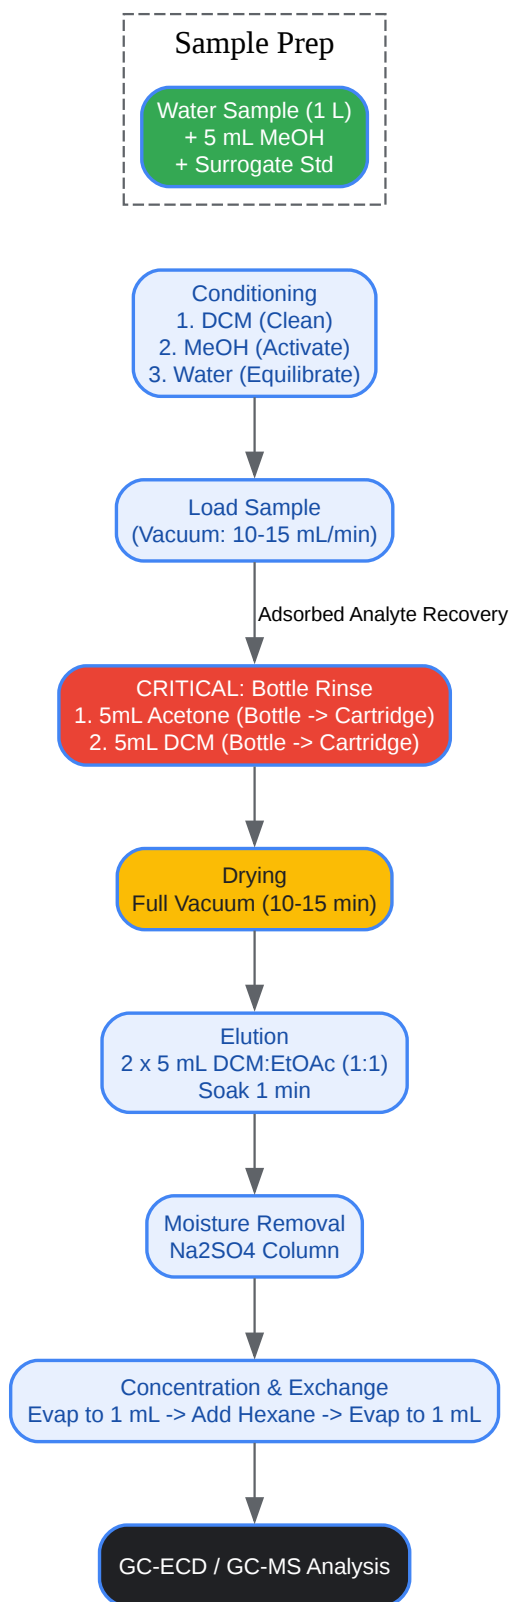 Sample Prep
Water Sample (1 L)
+ 5 mL MeOH
+ Surrogate Std
Conditioning
1. DCM (Clean)
2. MeOH (Activate)
3. Water (Equilibrate)
Load Sample
(Vacuum: 10-15 mL/min)
Adsorbed Analyte Recovery
CRITICAL: Bottle Rinse
1. 5mL Acetone (Bottle -> Cartridge)
2. 5mL DCM (Bottle -> Cartridge)
Drying
Full Vacuum (10-15 min)
Elution
2 x 5 mL DCM:EtOAc (1:1)
Soak 1 min
Moisture Removal
Na2SO4 Column
Concentration & Exchange
Evap to 1 mL -> Add Hexane -> Evap to 1 mL
GC-ECD / GC-MS Analysis